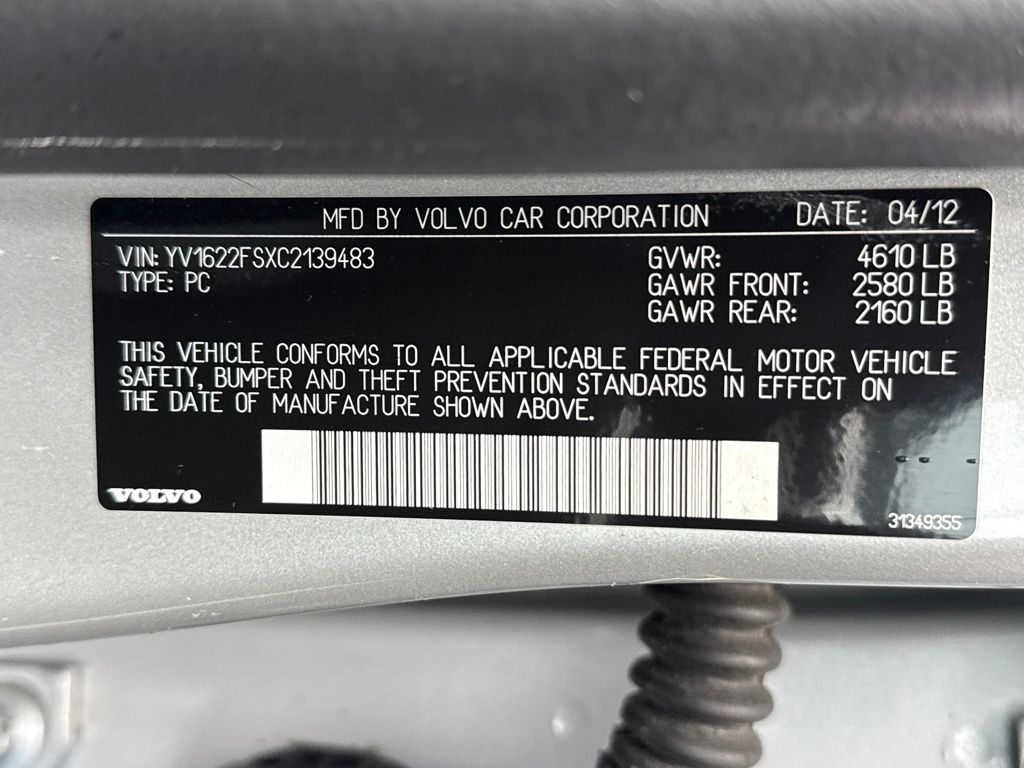 MFD BY VOLVO CAR CORPORATION DATE: 04/12
VIN: YV1622FSXC2139483 GVWR: 4610 LB
TYPE: PC GAWR FRONT: 2580 LB
GAWR REAR: 2160 LB
THIS VEHICLE CONFORMS TO ALL APPLICABLE FEDERAL MOTOR VEHICLE
SAFETY, BUMPER AND THEFT PREVENTION STANDARDS IN EFFECT ON
THE DATE OF MANUFACTURE SHOWN ABOVE.
VOLVO
31349355